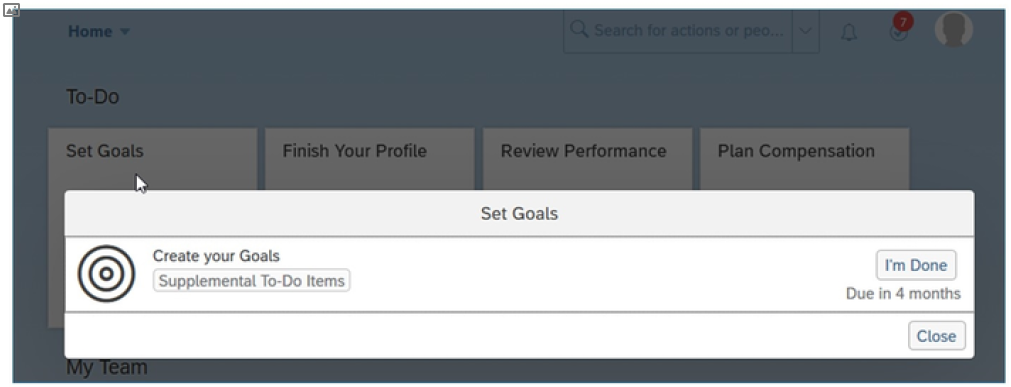 Home
Search for actions or peo...
7
To-Do
Set Goals
Finish Your Profile
Review Performance
Plan Compensation
Set Goals
Create your Goals
Supplemental To-Do Items
I'm Done
Due in 4 months
Close
My Team